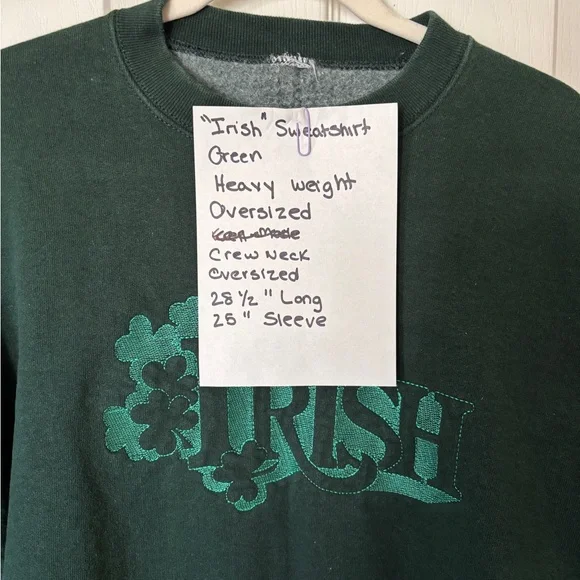 "Irish" Sweatshirt
Green
Heavy weight
Oversized
Crew Neck
Oversized
28 1/2 " Long
25 " Sleeve
IRISH